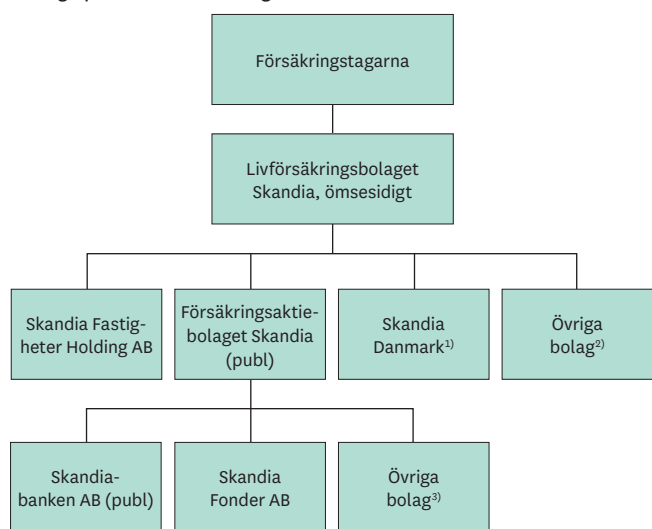 Försäkringstagarna
Livförsäkringsbolaget
Skandia, ömsesidigt
Skandia Fastig-
heter Holding AB
Försäkringsaktie-
bolaget Skandia
(publ)
Skandia
Danmark¹⁾
Övriga
bolag²⁾
Skandia-
banken AB (publ)
Skandia
Fonder AB
Övriga
bolag³⁾